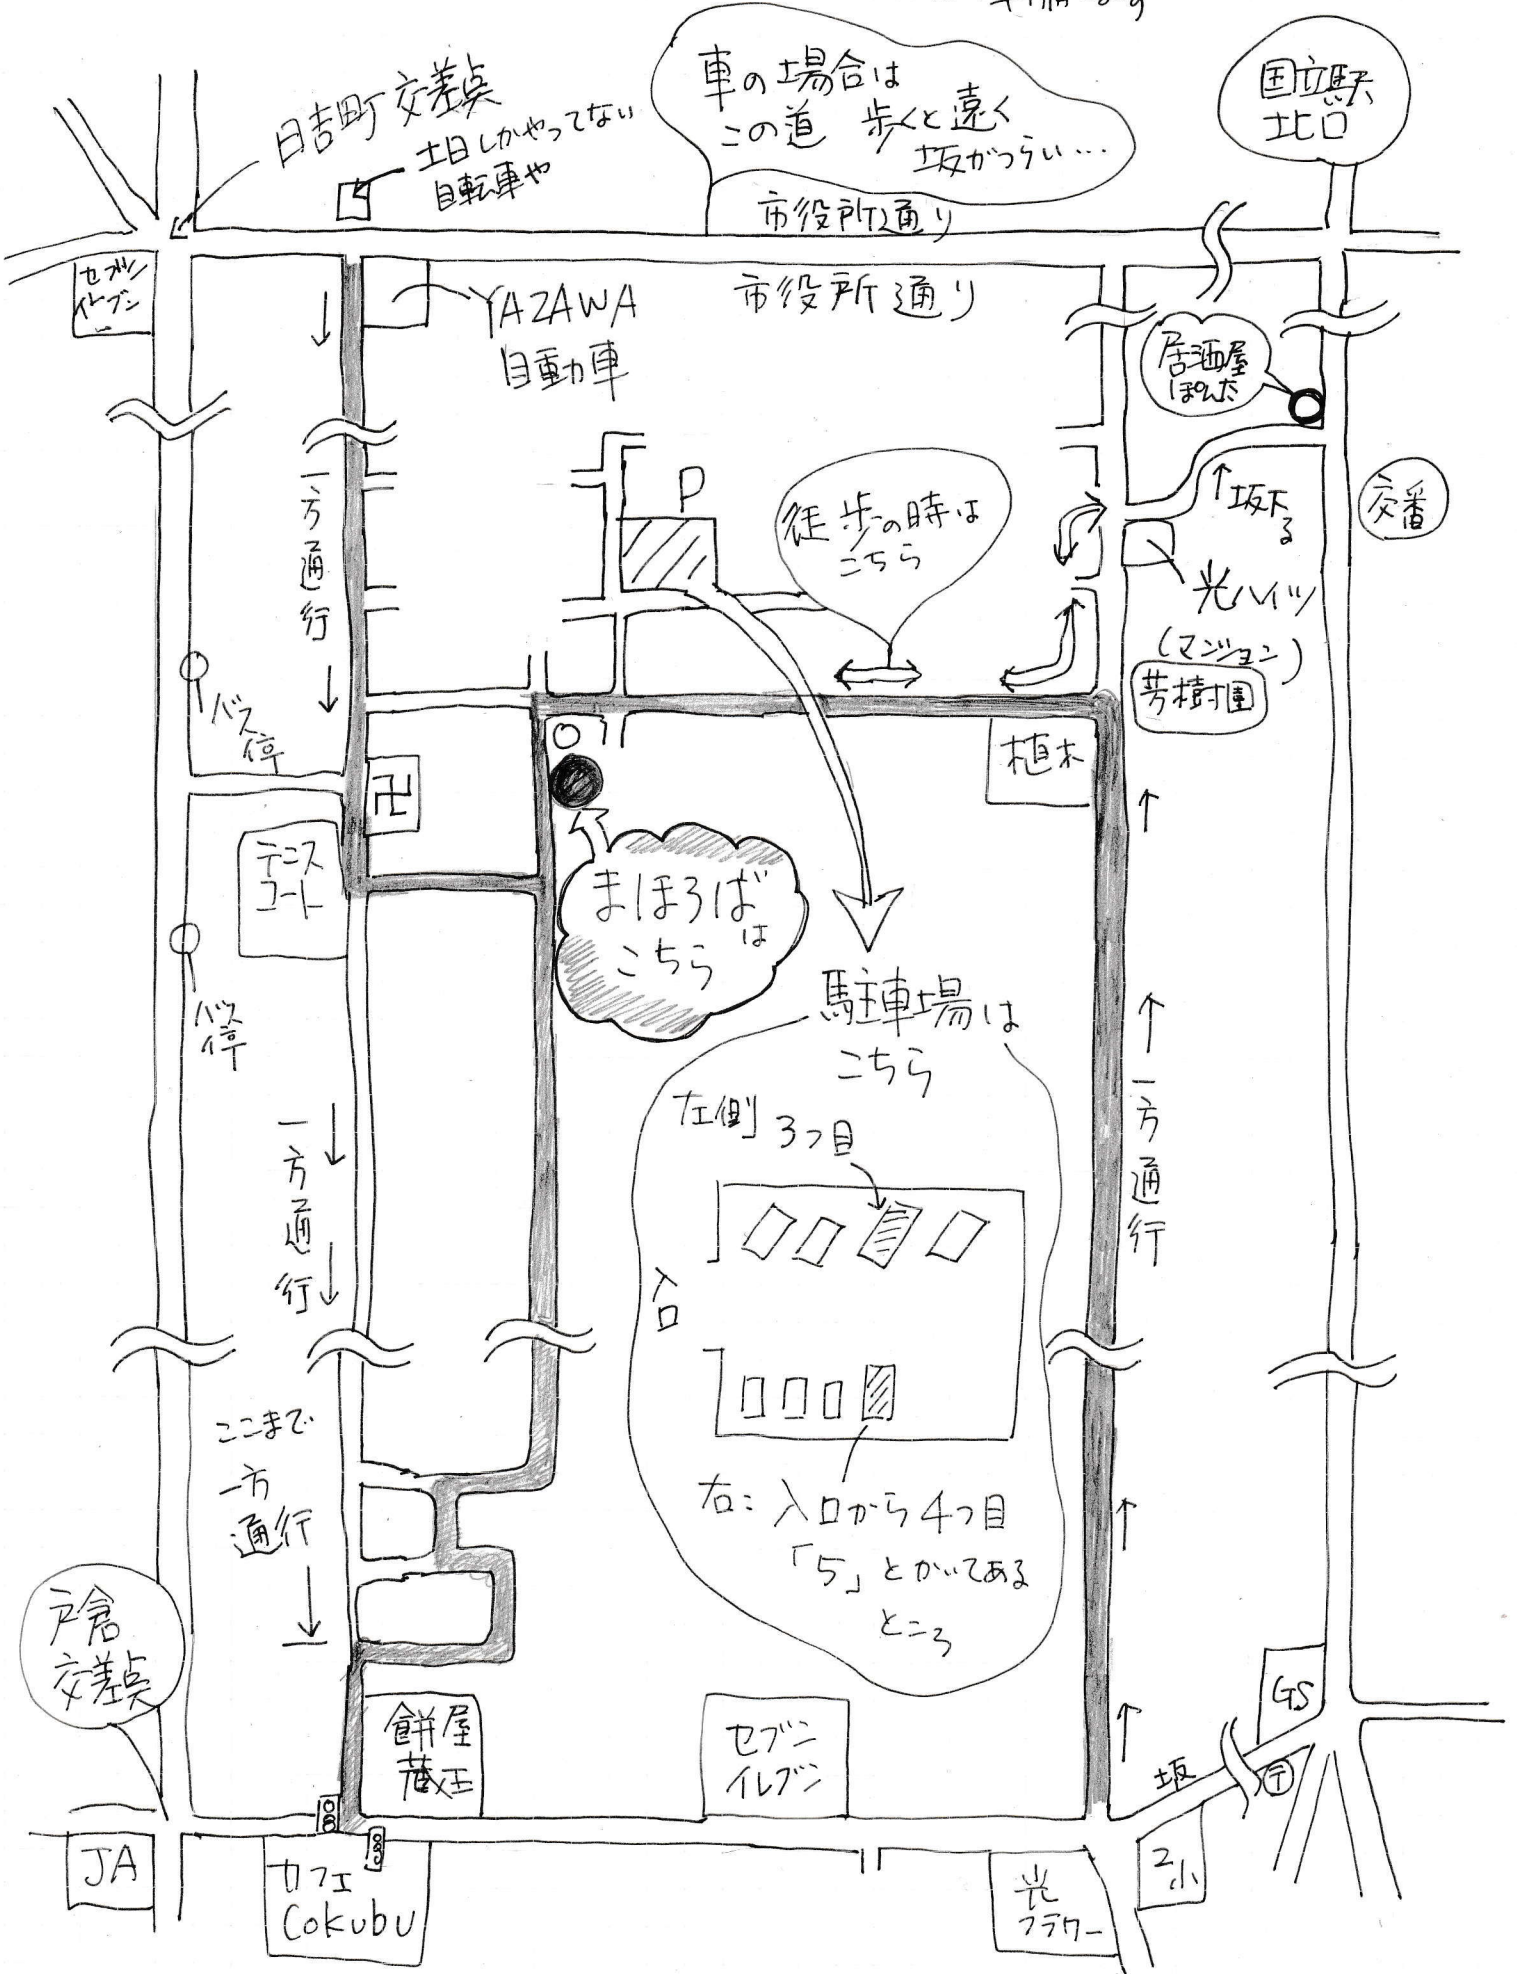 車の場合は
この道 歩くと遠く
坂がつらい…
国立駅
北口
日吉町交差点
土日しかやってない
自転車や
市役所通り
市役所通り
セブン
イレブン
YAZAWA
自動車
居酒屋
ぽんた
一方通行
P
徒歩の時は
こちら
坂下る
交番
光ハイツ
(マンション)
芳樹園
バス停
卍
植木
テニス
コート
まほろばは
こちら
バス停
駐車場は
こちら
左側 3つ目
入口
一方通行
一方通行
ここまで
一方
通行
右:入口から4つ目
「5」とかいてある
ところ
戸倉
交差点
餅屋
蔵王
セブン
イレブン
GS
坂
〒
JA
カフェ
Cokubu
光
フラワー
2小